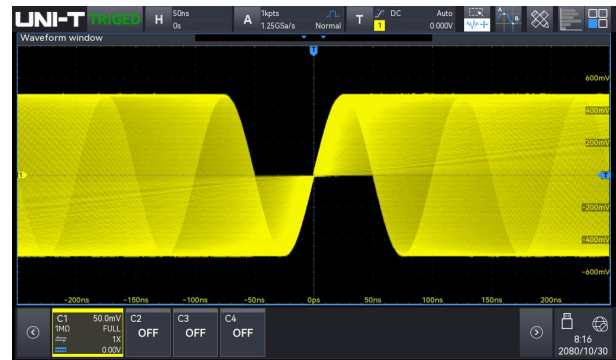 UNI-T TRIGED H 50ns 0s A 1kpts 1.25GSa/s Normal T DC 1 Auto 0.000V
Waveform window
T
600mV
400mV
200mV
1 T
-200mV
-400mV
-600mV
-200ns -150ns -100ns -50ns 0ps 50ns 100ns 150ns 200ns
C1 50.0mV C2 C3 C4
1MΩ FULL OFF OFF OFF
1X
0.00V
8:16
2080/10/30